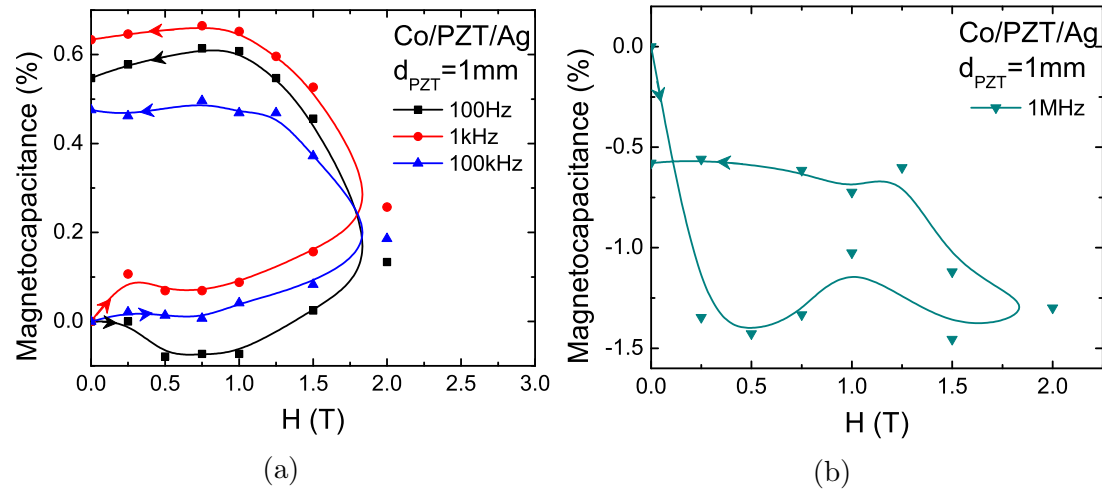 Co/PZT/Ag
d_PZT=1mm
100Hz
1kHz
100kHz
Magnetocapacitance (%)
0.6
0.4
0.2
0.0
0.0 0.5 1.0 1.5 2.0 2.5 3.0
H (T)
(a)
Co/PZT/Ag
d_PZT=1mm
1MHz
Magnetocapacitance (%)
0.0
-0.5
-1.0
-1.5
0.0 0.5 1.0 1.5 2.0
H (T)
(b)